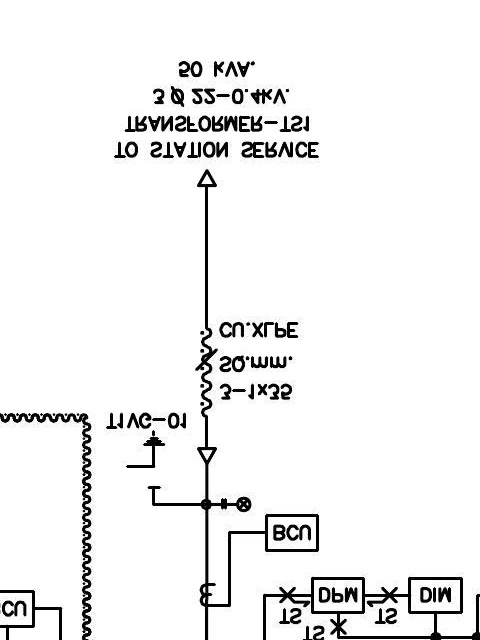 TS
TS TS
CU
DPM
DIM
BCU
T1VG-01
3-1x35
SQ.mm.
CU.XLPE
TO STATION SERVICE
TRANSFORMER-TS1
3 Ø 22-0.4kV.
50 kVA.